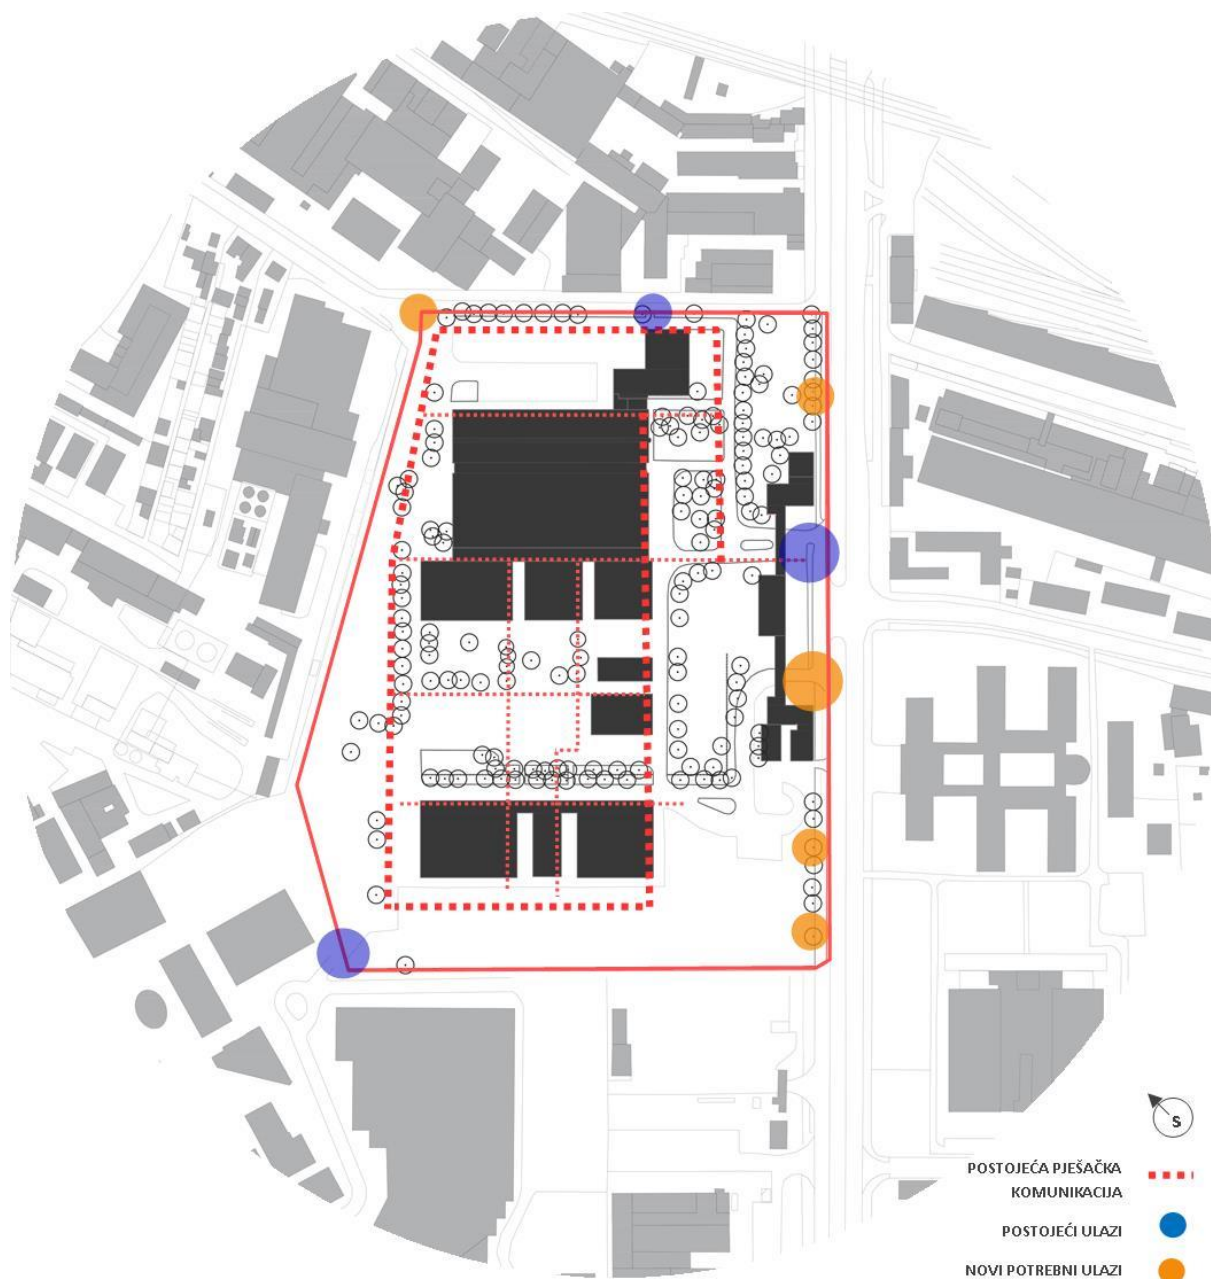 S
POSTOJEĆA PJEŠAČKA
KOMUNIKACIJA
POSTOJEĆI ULAZI
NOVI POTREBNI ULAZI